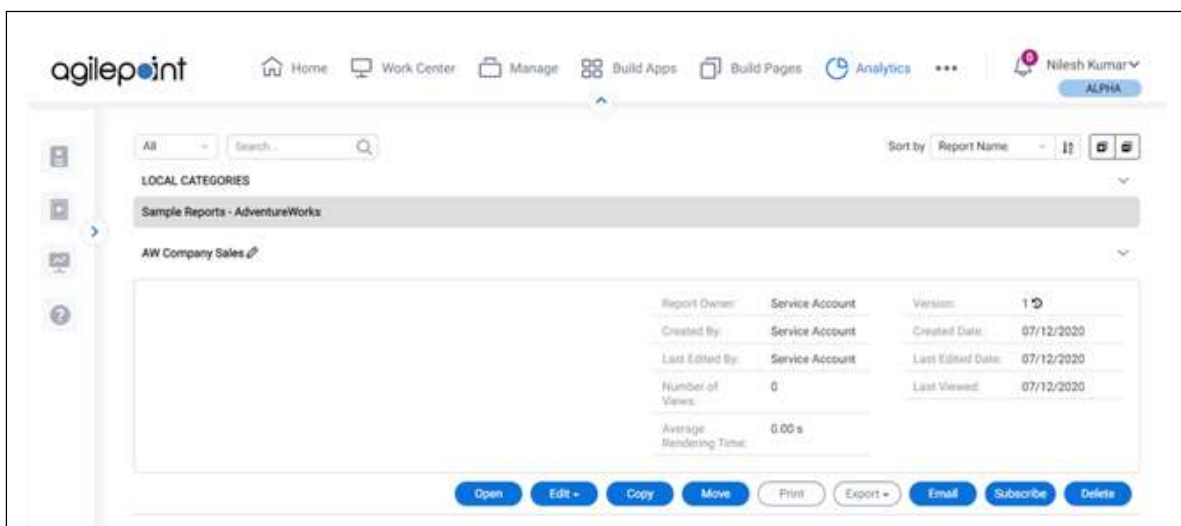 agilepoint
Home Work Center Manage Build Apps Build Pages Analytics ••• 0 Nilesh Kumar
ALPHA
All Search... Sort by Report Name
LOCAL CATEGORIES
Sample Reports - AdventureWorks
AW Company Sales
Report Owner: Service Account Version: 1
Created By: Service Account Created Date: 07/12/2020
Last Edited By: Service Account Last Edited Date: 07/12/2020
Number of Views: 0 Last Viewed: 07/12/2020
Average Rendering Time: 0.00 s
Open Edit Copy Move Print Export Email Subscribe Delete